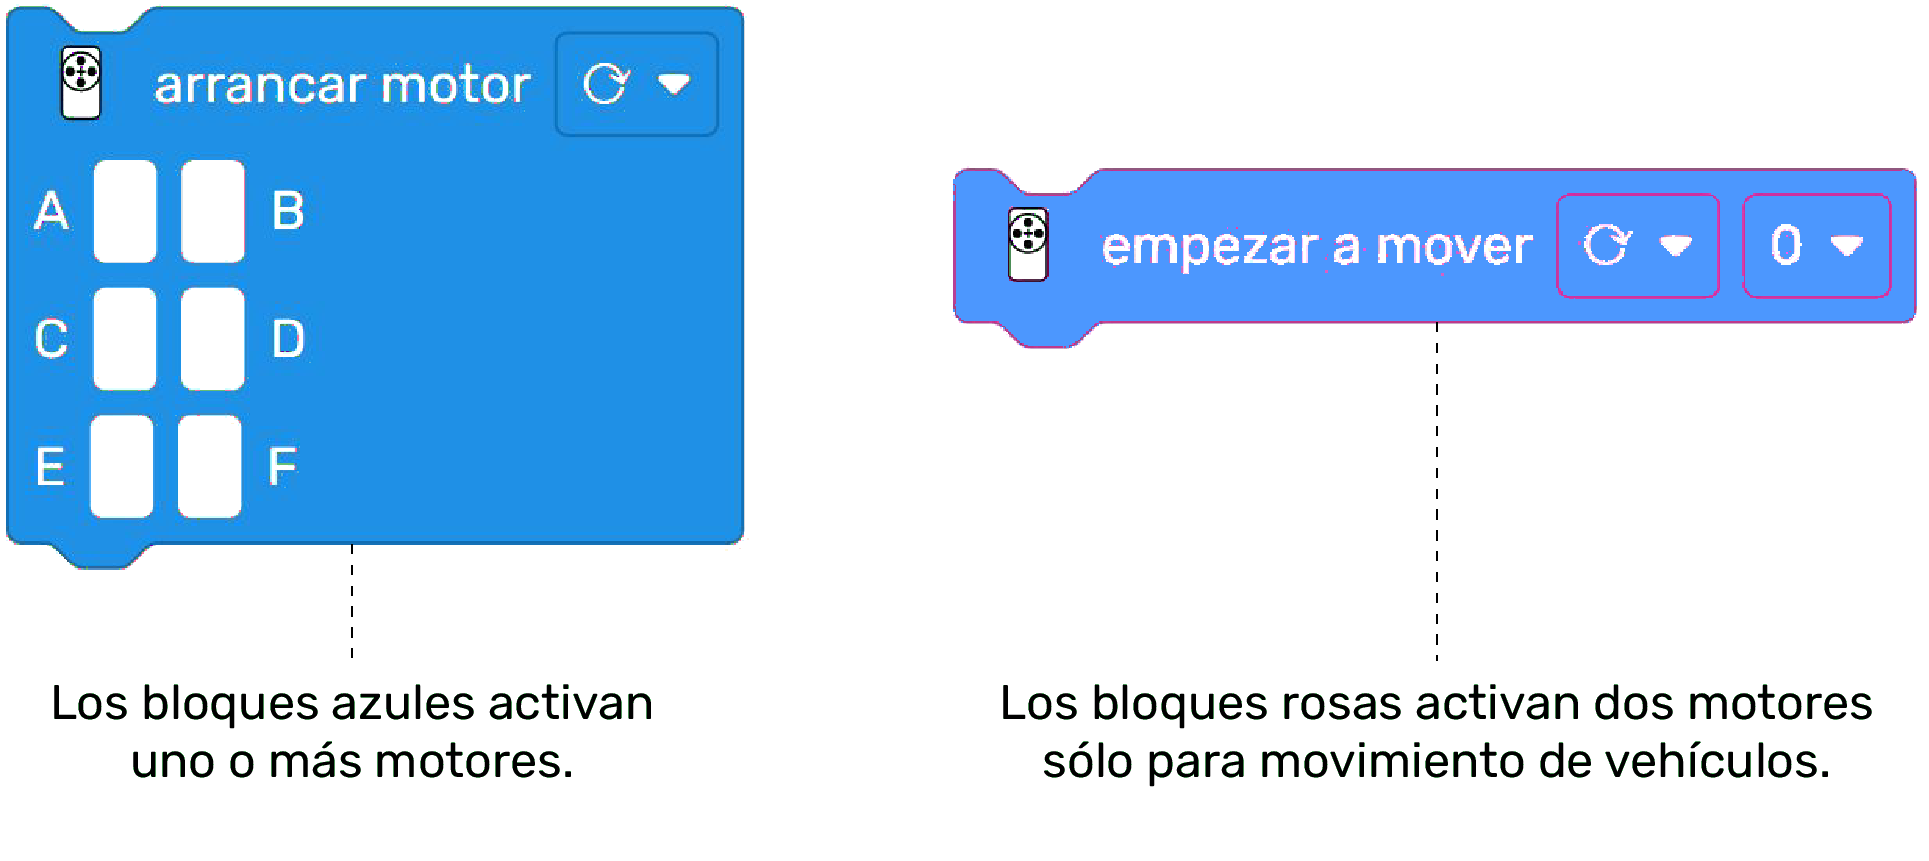 arrancar motor
A B
C D
E F
empezar a mover 0
Los bloques azules activan
uno o más motores.
Los bloques rosas activan dos motores
sólo para movimiento de vehículos.